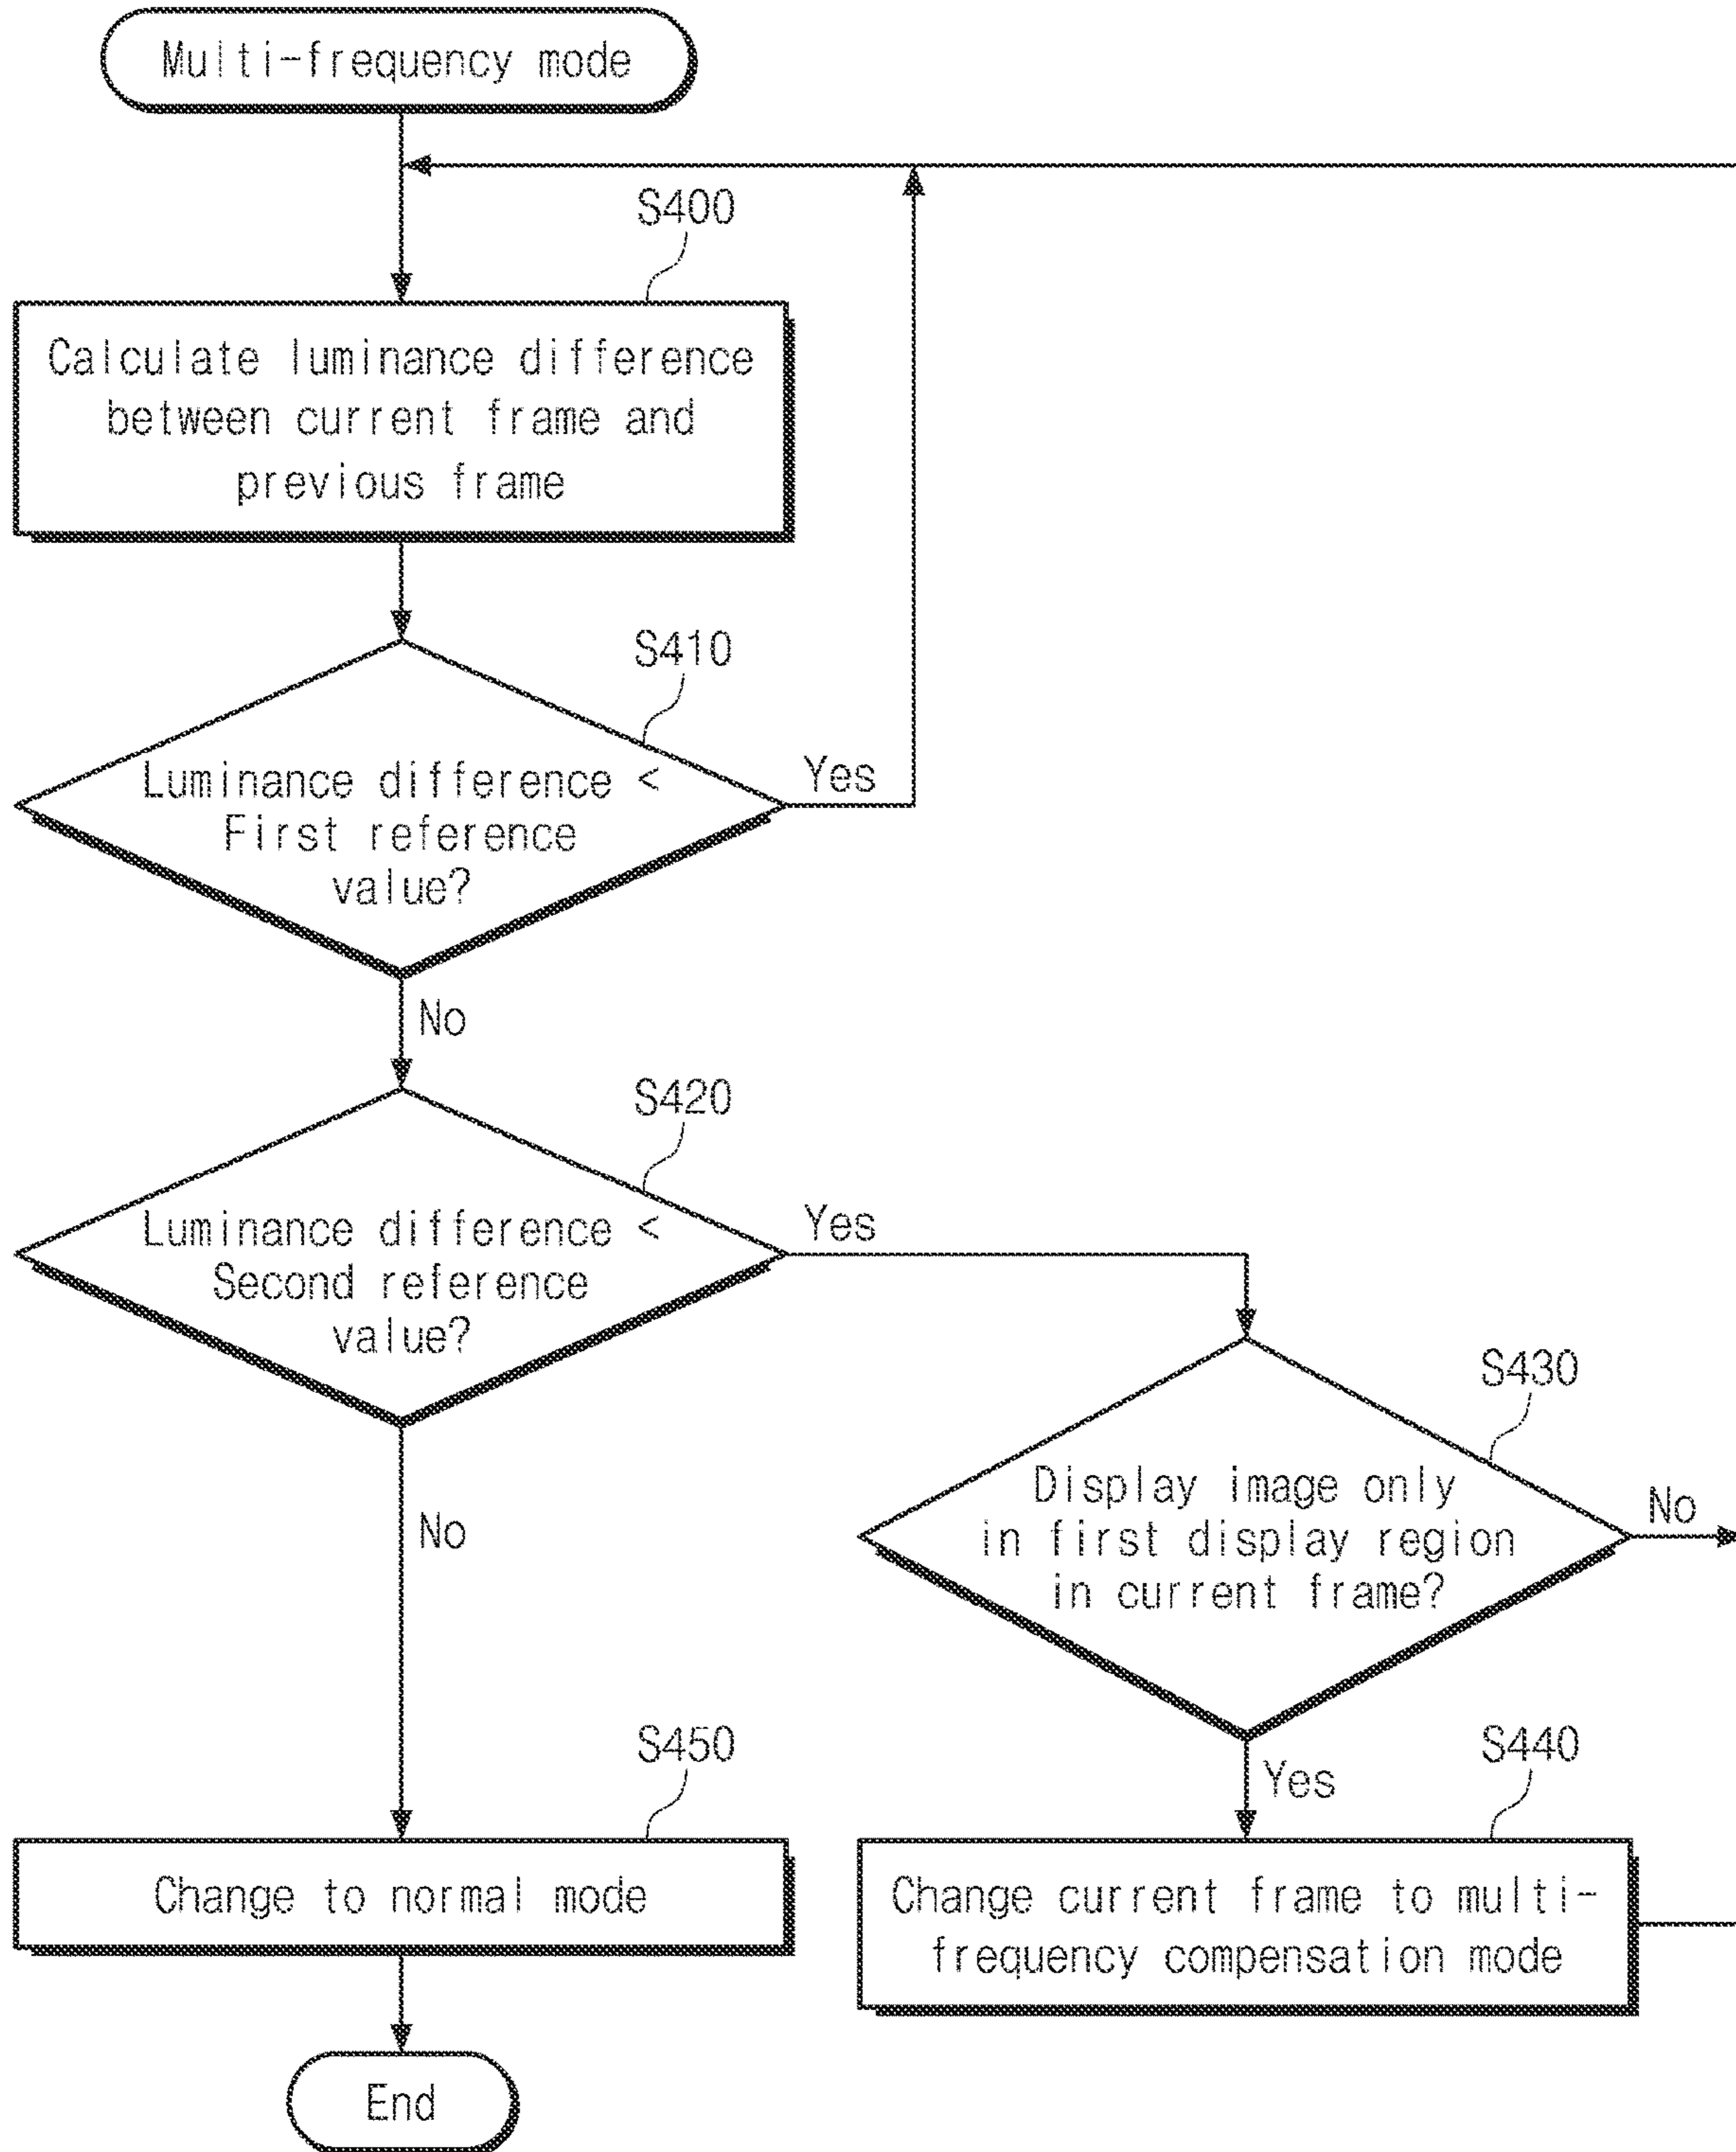 Multi-frequency mode
S400
Calculate luminance difference
between current frame and
previous frame
S410
Luminance difference <
First reference
value?
Yes
No
S420
Luminance difference <
Second reference
value?
Yes
No
S430
Display image only
in first display region
in current frame?
No
Yes
S450
Change to normal mode
S440
Change current frame to multi-
frequency compensation mode
End